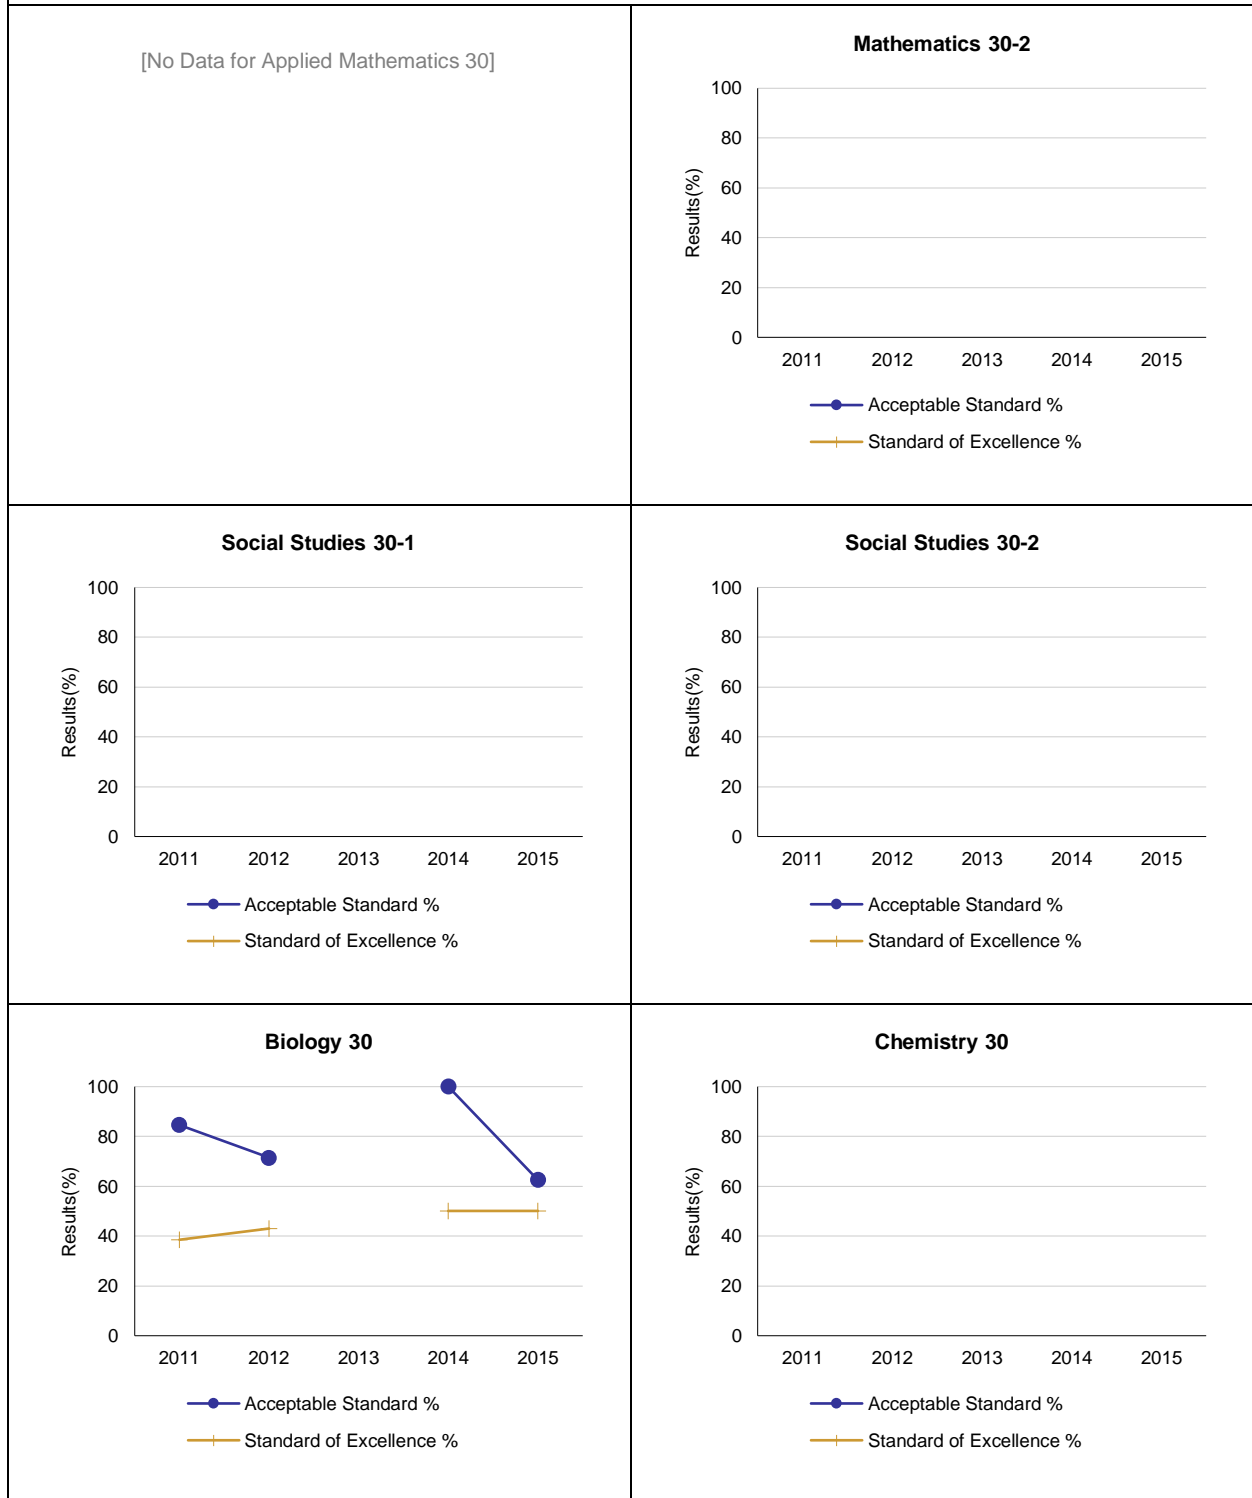 [No Data for Applied Mathematics 30]
Mathematics 30-2
100
80
60
40
20
0
Results(%)
2011 2012 2013 2014 2015
Acceptable Standard %
Standard of Excellence %
Social Studies 30-1
100
80
60
40
20
0
Results(%)
2011 2012 2013 2014 2015
Acceptable Standard %
Standard of Excellence %
Social Studies 30-2
100
80
60
40
20
0
Results(%)
2011 2012 2013 2014 2015
Acceptable Standard %
Standard of Excellence %
Biology 30
100
80
60
40
20
0
Results(%)
2011 2012 2013 2014 2015
Acceptable Standard %
Standard of Excellence %
Chemistry 30
100
80
60
40
20
0
Results(%)
2011 2012 2013 2014 2015
Acceptable Standard %
Standard of Excellence %